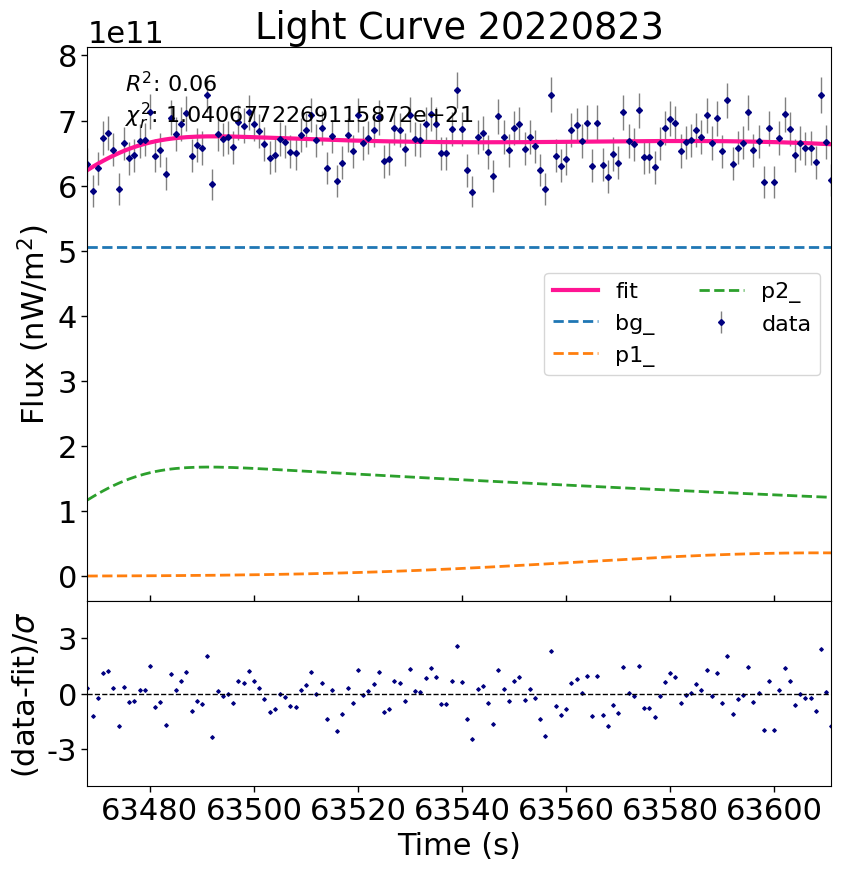 1e11 Light Curve 20220823
8
R²: 0.06
7
χ²ᵣ: 1.0406772269115872e+21
6
5
fit p2_
bg_ data
p1_
4
Flux (nW/m²)
3
2
1
0
3
0
-3
(data-fit)/σ
63480 63500 63520 63540 63560 63580 63600
Time (s)